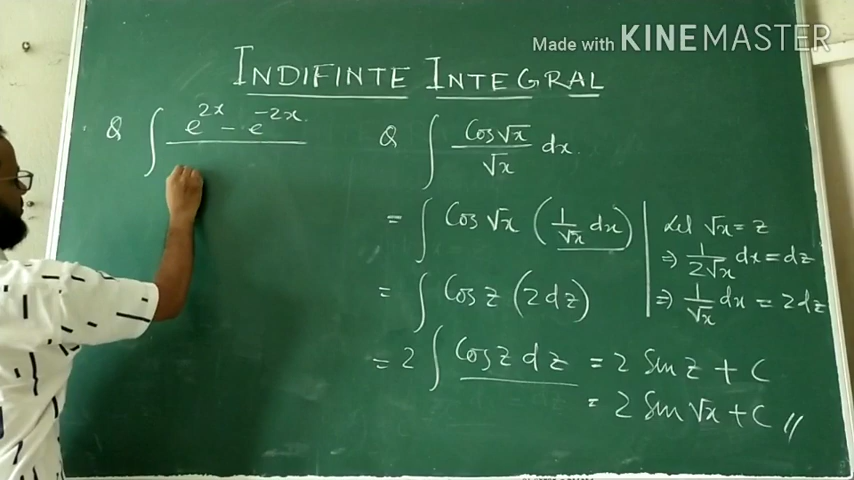 Made with KINEMASTER
INDIFINTE INTEGRAL
Q ∫ e^{2x} - e^{-2x}
Q ∫ Cos√x / √x dx.
= ∫ Cos √x (1/√x dx)
= ∫ Cos z (2dz)
= 2 ∫ Cos z dz = 2 Sin z + C
= 2 Sin √x + C //
Let √x = z
⇒ 1/2√x dx = dz
⇒ 1/√x dx = 2dz